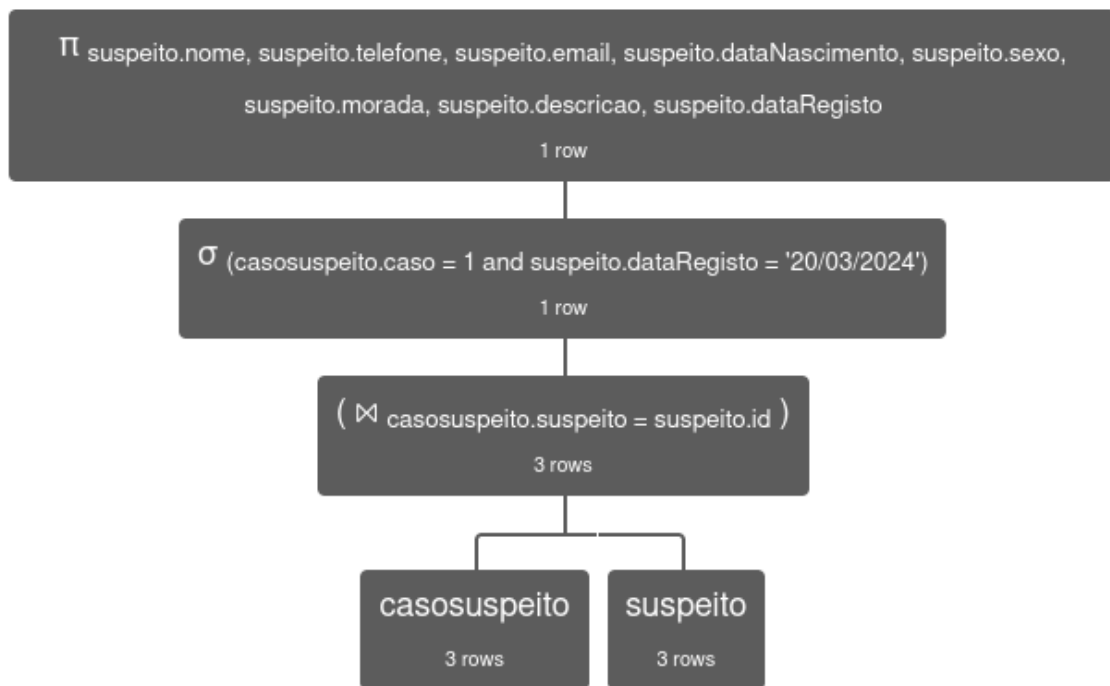 π suspeito.nome, suspeito.telefone, suspeito.email, suspeito.dataNascimento, suspeito.sexo,
suspeito.morada, suspeito.descricao, suspeito.dataRegisto
1 row
σ (casosuspeito.caso = 1 and suspeito.dataRegisto = '20/03/2024')
1 row
( ⋈ casosuspeito.suspeito = suspeito.id )
3 rows
casosuspeito
3 rows
suspeito
3 rows